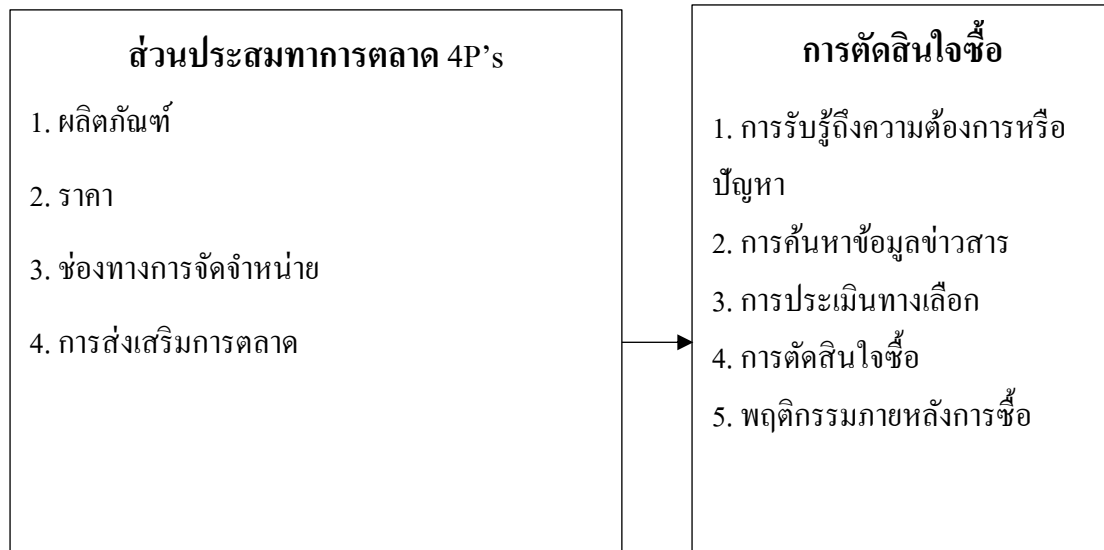 ส่วนประสมทาการตลาด 4P’s
1. ผลิตภัณฑ์
2. ราคา
3. ช่องทางการจัดจำหน่าย
4. การส่งเสริมการตลาด
การตัดสินใจซื้อ
1. การรับรู้ถึงความต้องการหรือ
ปัญหา
2. การค้นหาข้อมูลข่าวสาร
3. การประเมินทางเลือก
4. การตัดสินใจซื้อ
5. พฤติกรรมภายหลังการซื้อ